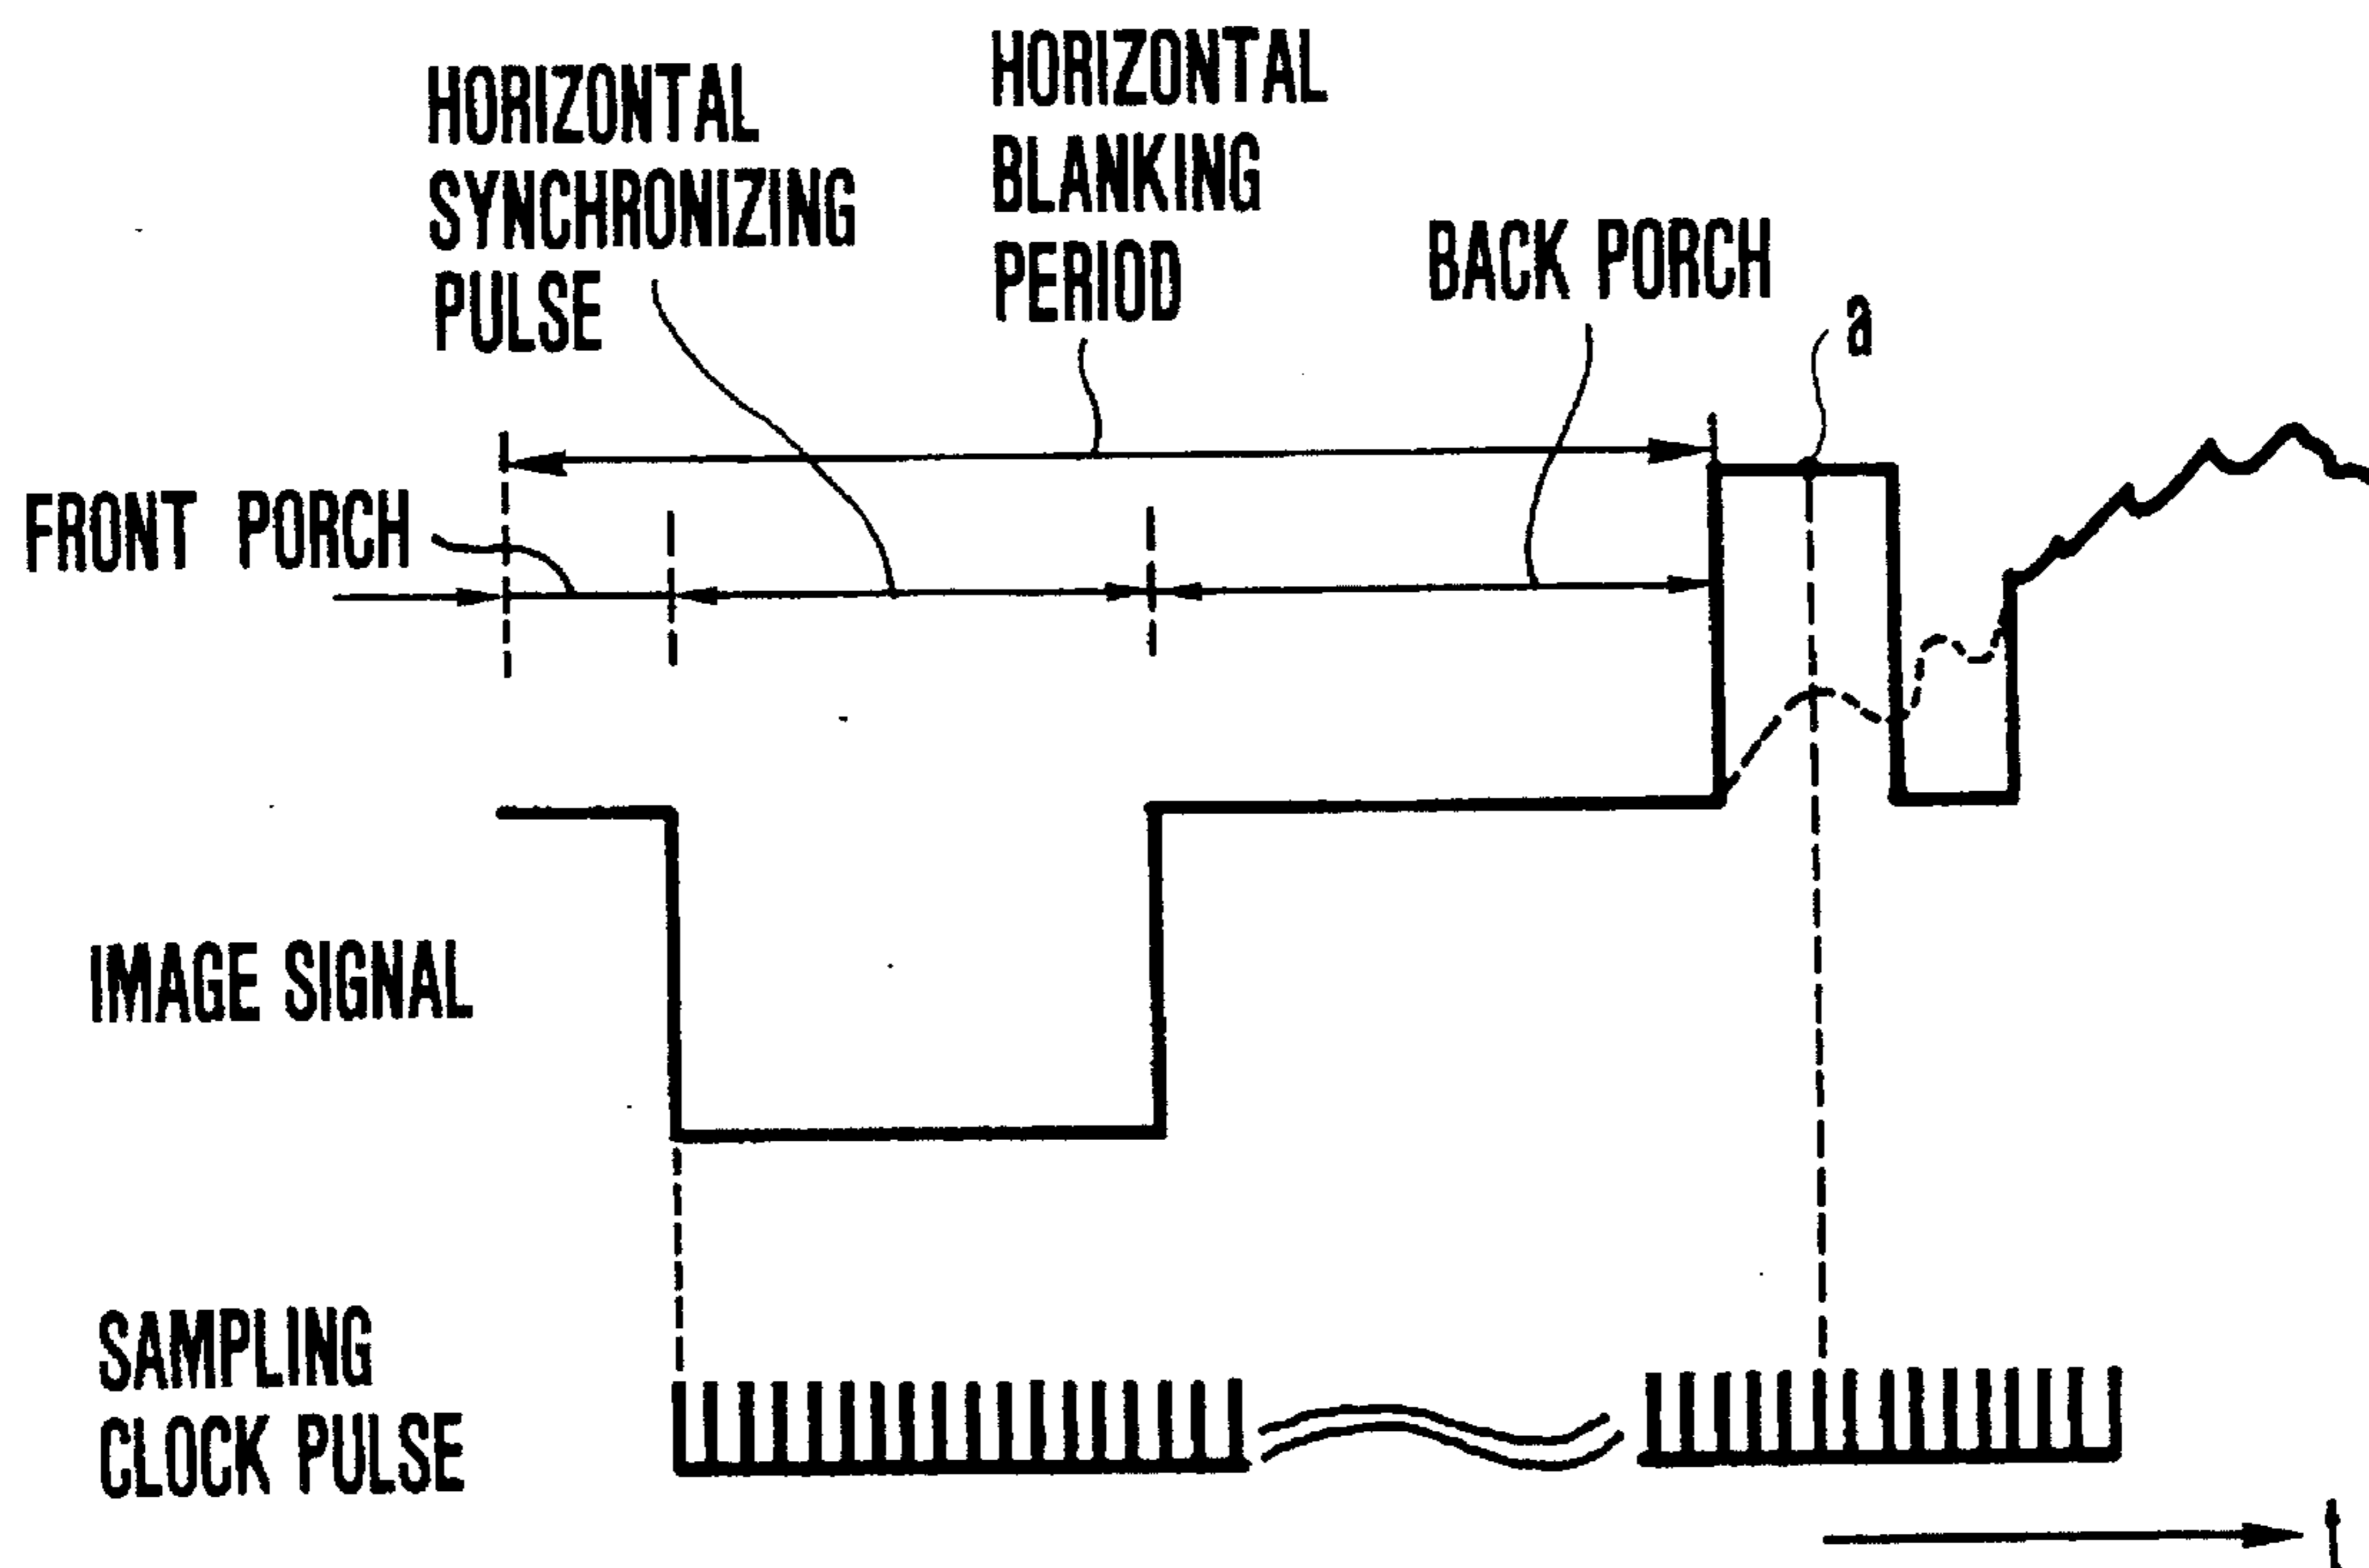 HORIZONTAL
SYNCHRONIZING
PULSE
HORIZONTAL
BLANKING
PERIOD
BACK PORCH
a
FRONT PORCH
IMAGE SIGNAL
SAMPLING
CLOCK PULSE
t